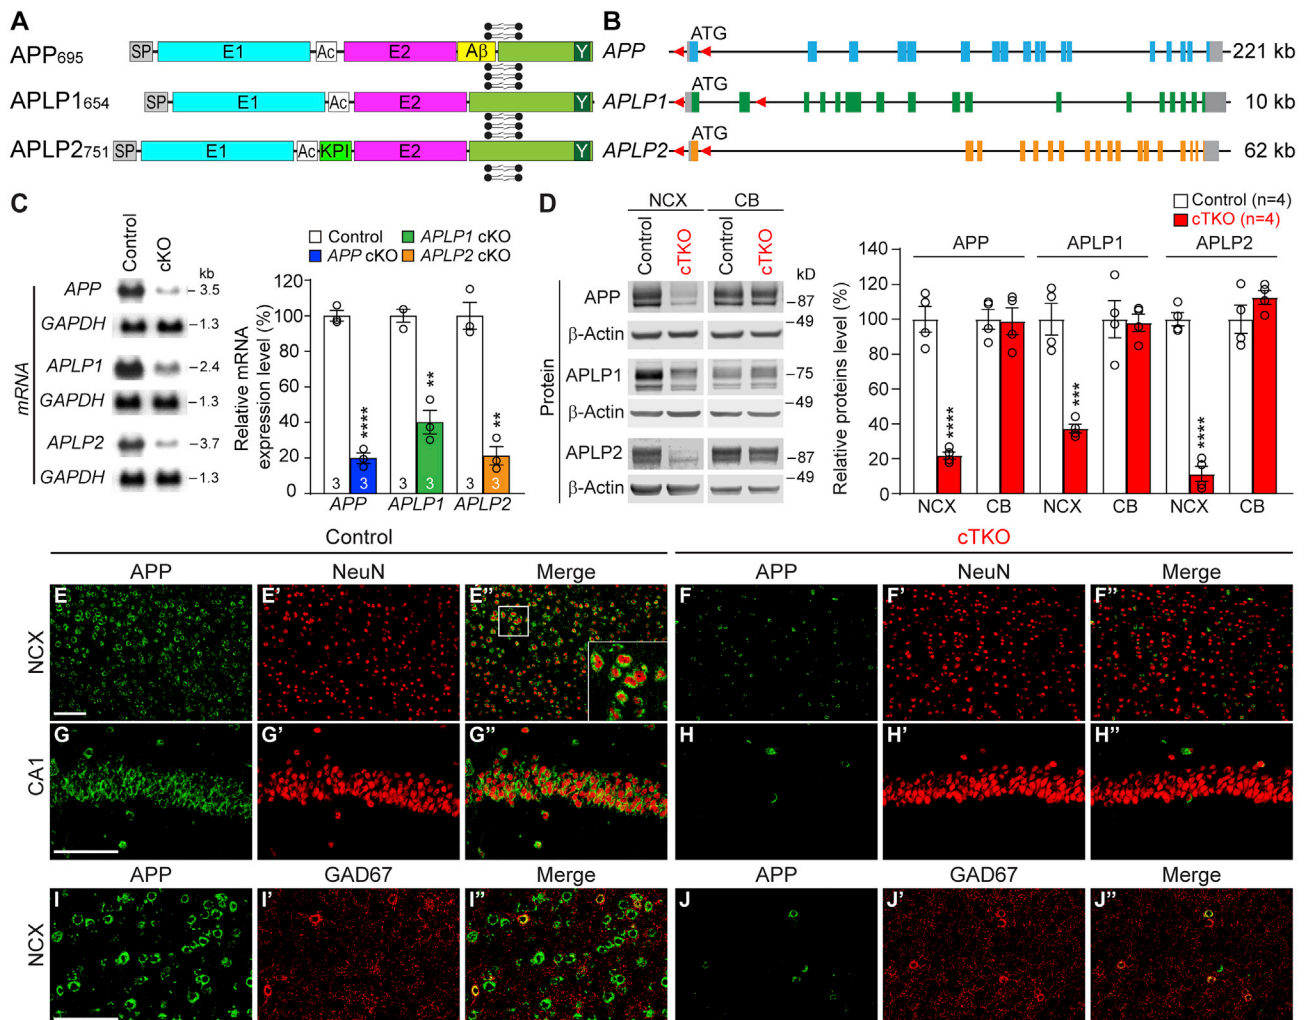 A
APP695
SP E1 Ac E2 Aβ Y
APLP1654
SP E1 Ac E2 Y
APLP2751
SP E1 Ac KPI E2 Y
B
APP ATG 221 kb
APLP1 ATG 10 kb
APLP2 ATG 62 kb
C
Control cKO
kb
mRNA
APP 3.5
GAPDH 1.3
APLP1 2.4
GAPDH 1.3
APLP2 3.7
GAPDH 1.3
Control APLP1 cKO
APP cKO APLP2 cKO
Relative mRNA
expression level (%)
120
100
80
60
40
20
0
**** ** **
3 3 3 3 3 3
APP APLP1 APLP2
D
NCX CB
Control cTKO Control cTKO
kD
Protein
APP 87
49
β-Actin
APLP1 75
49
β-Actin
APLP2 87
49
β-Actin
Control (n=4)
cTKO (n=4)
Relative proteins level (%)
140
120
100
80
60
40
20
0
APP APLP1 APLP2
**** *** ****
NCX CB NCX CB NCX CB
Control cTKO
APP NeuN Merge APP NeuN Merge
NCX
E E' E'' F F' F''
CA1
G G' G'' H H' H''
APP GAD67 Merge APP GAD67 Merge
NCX
I I' I'' J J' J''